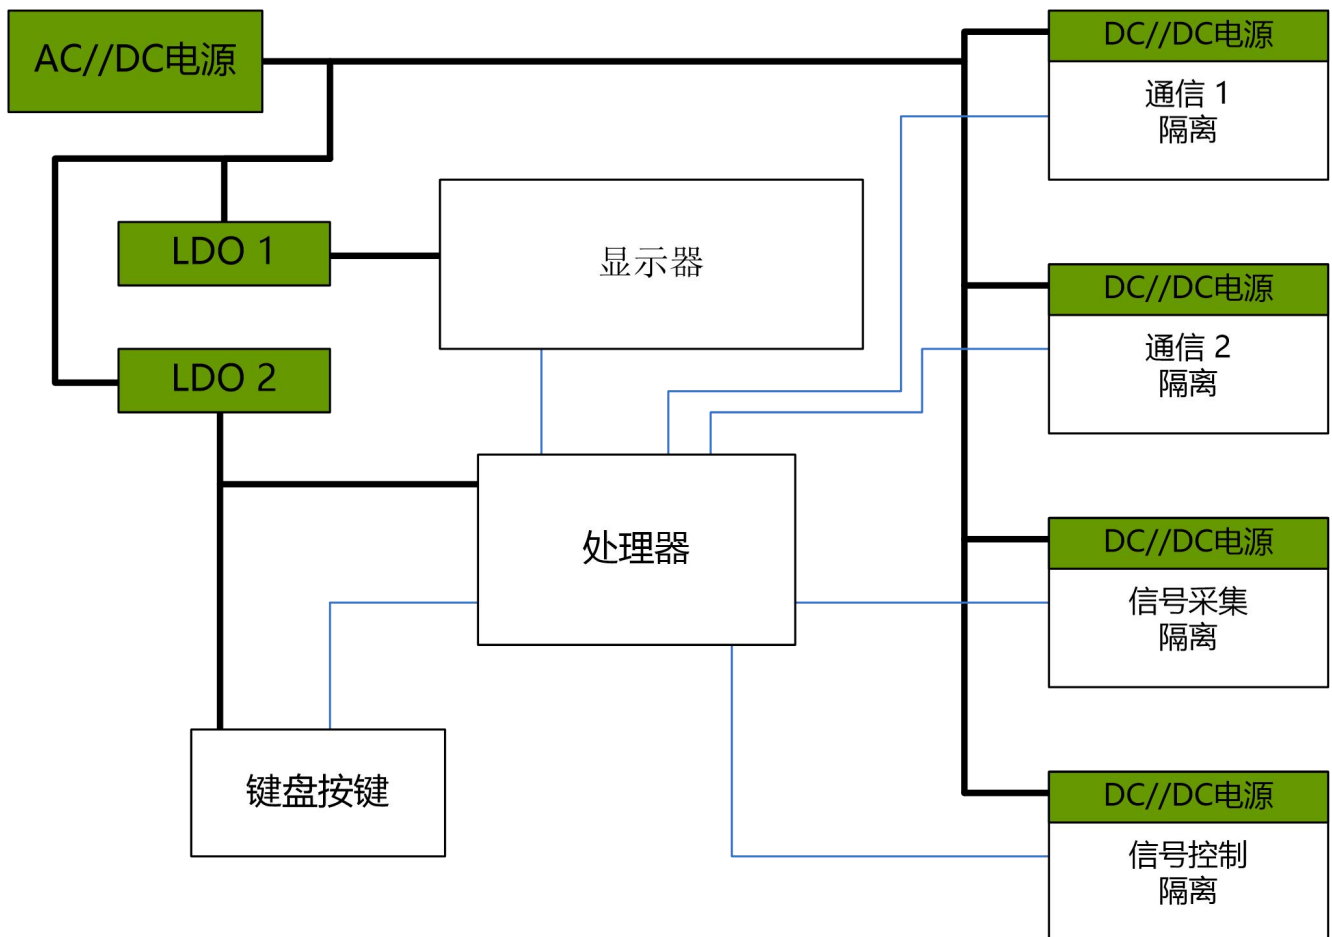 AC//DC电源
DC//DC电源
通信 1
隔离
LDO 1
显示器
DC//DC电源
通信 2
隔离
LDO 2
处理器
DC//DC电源
信号采集
隔离
键盘按键
DC//DC电源
信号控制
隔离